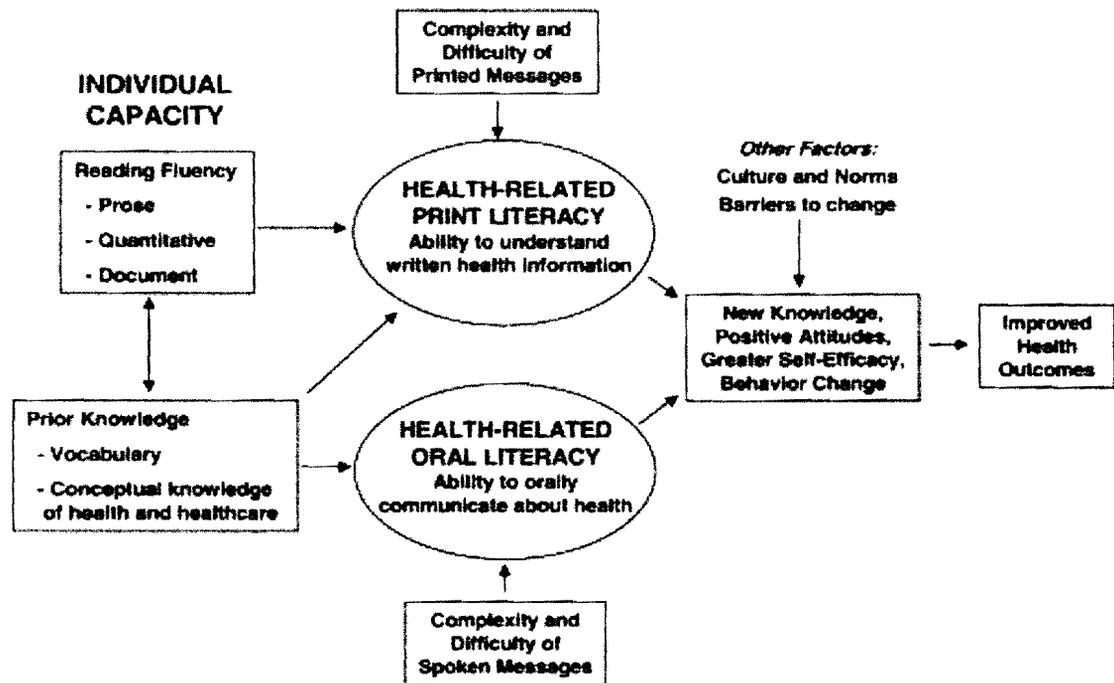 Complexity and
Difficulty of
Printed Messages
INDIVIDUAL
CAPACITY
Reading Fluency
- Prose
- Quantitative
- Document
HEALTH-RELATED
PRINT LITERACY
Ability to understand
written health information
Other Factors:
Culture and Norms
Barriers to change
New Knowledge,
Positive Attitudes,
Greater Self-Efficacy,
Behavior Change
Improved
Health
Outcomes
Prior Knowledge
- Vocabulary
- Conceptual knowledge
of health and healthcare
HEALTH-RELATED
ORAL LITERACY
Ability to orally
communicate about health
Complexity and
Difficulty of
Spoken Messages